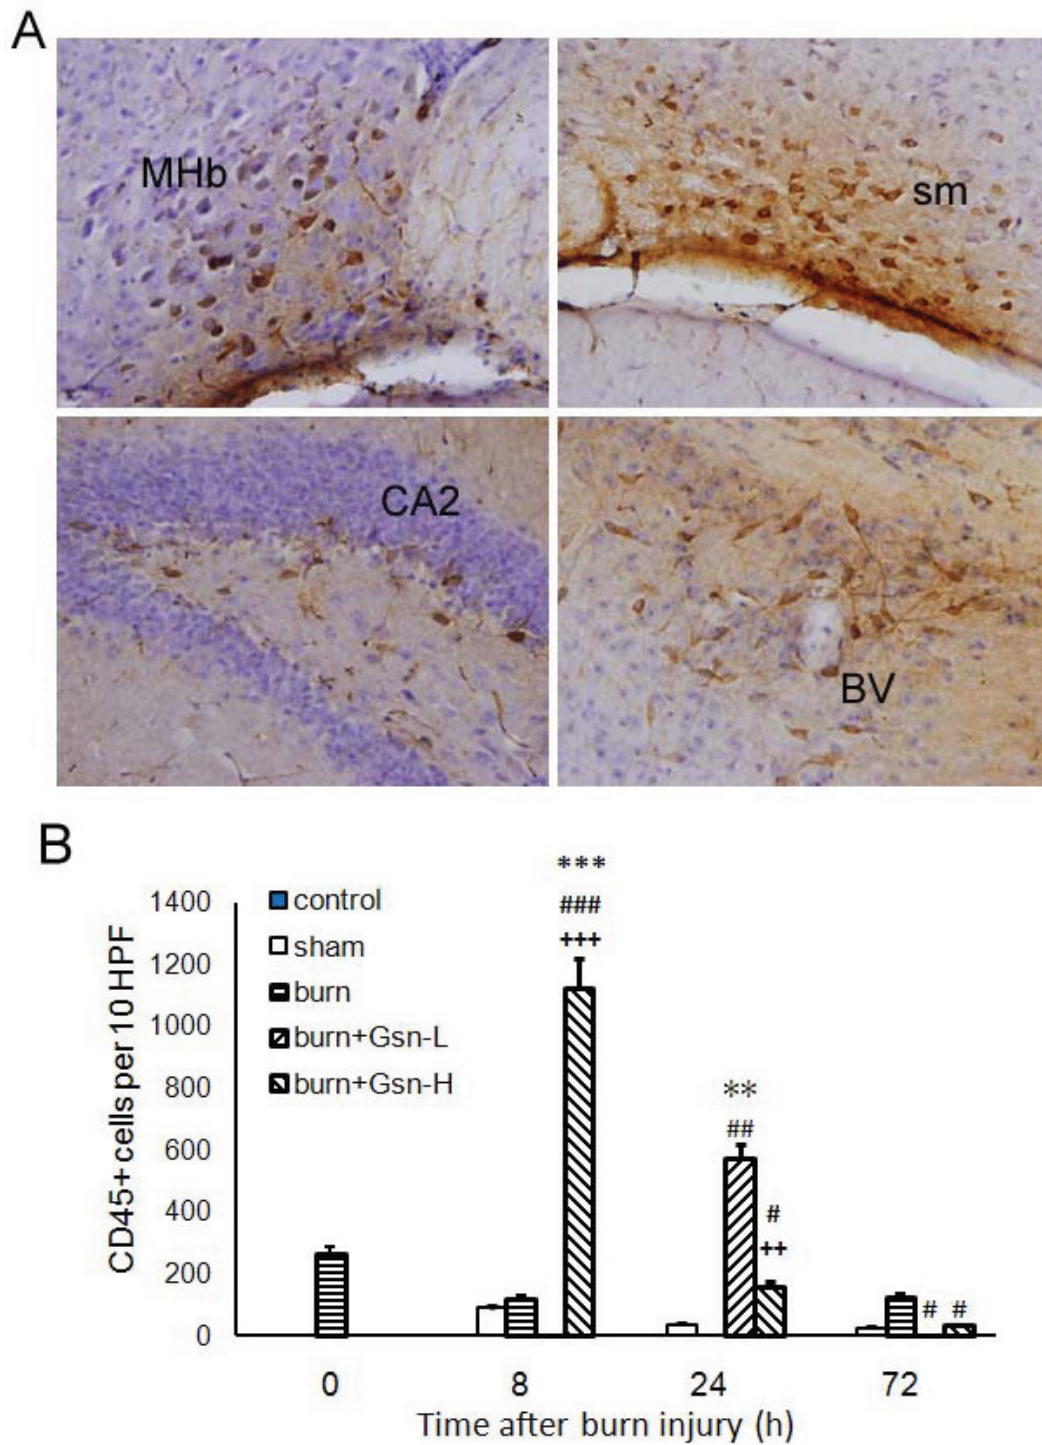 A
MHb
sm
CA2
BV
B
***
###
+++
**
##
#
++
# #
CD45+ cells per 10 HPF
1400
1200
1000
800
600
400
200
0
control
sham
burn
burn+Gsn-L
burn+Gsn-H
0 8 24 72
Time after burn injury (h)